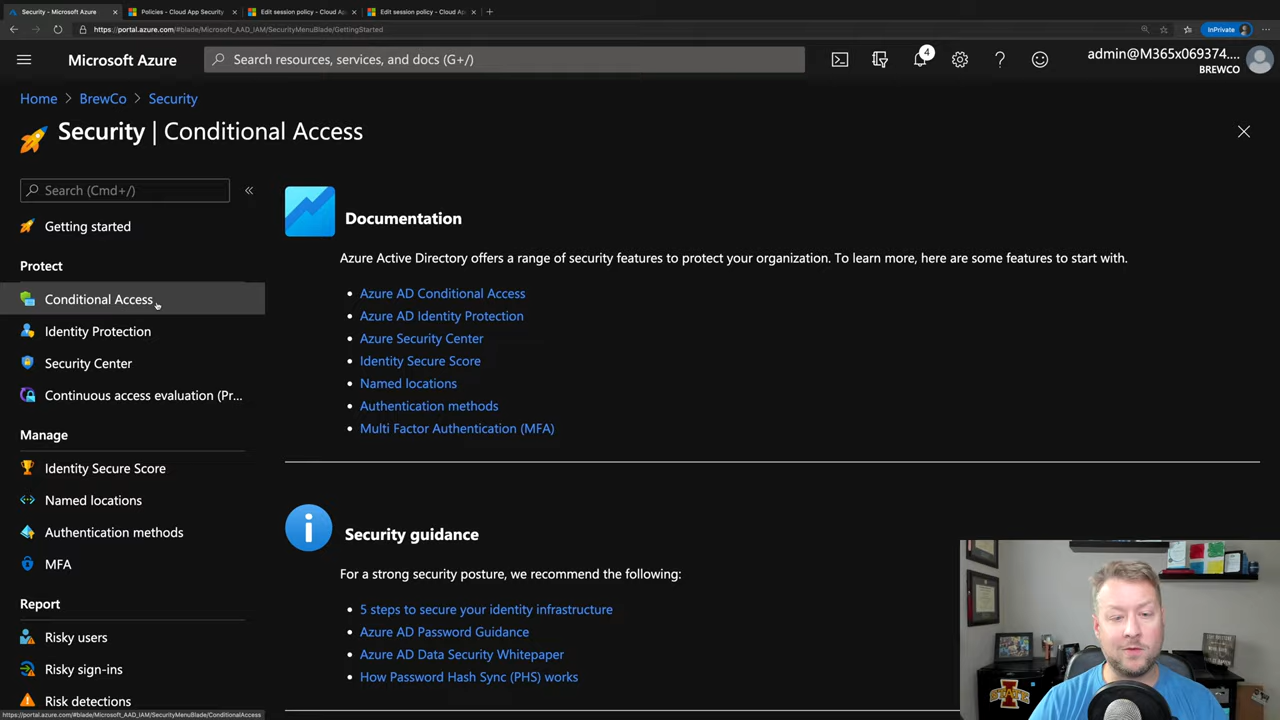 Security - Microsoft Azure
Policies - Cloud App Security
Edit session policy - Cloud App
Edit session policy - Cloud App
https://portal.azure.com/#blade/Microsoft_AAD_IAM/SecurityMenuBlade/GettingStarted
InPrivate
Microsoft Azure
Search resources, services, and docs (G+/)
4
admin@M365x069374....
BREWCO
Home > BrewCo > Security
Security | Conditional Access
Search (Cmd+/)
«
Getting started
Protect
Conditional Access
Identity Protection
Security Center
Continuous access evaluation (Pr...
Manage
Identity Secure Score
Named locations
Authentication methods
MFA
Report
Risky users
Risky sign-ins
Risk detections
https://portal.azure.com/#blade/Microsoft_AAD_IAM/SecurityMenuBlade/ConditionalAccess
Documentation
Azure Active Directory offers a range of security features to protect your organization. To learn more, here are some features to start with.
• Azure AD Conditional Access
• Azure AD Identity Protection
• Azure Security Center
• Identity Secure Score
• Named locations
• Authentication methods
• Multi Factor Authentication (MFA)
Security guidance
For a strong security posture, we recommend the following:
• 5 steps to secure your identity infrastructure
• Azure AD Password Guidance
• Azure AD Data Security Whitepaper
• How Password Hash Sync (PHS) works